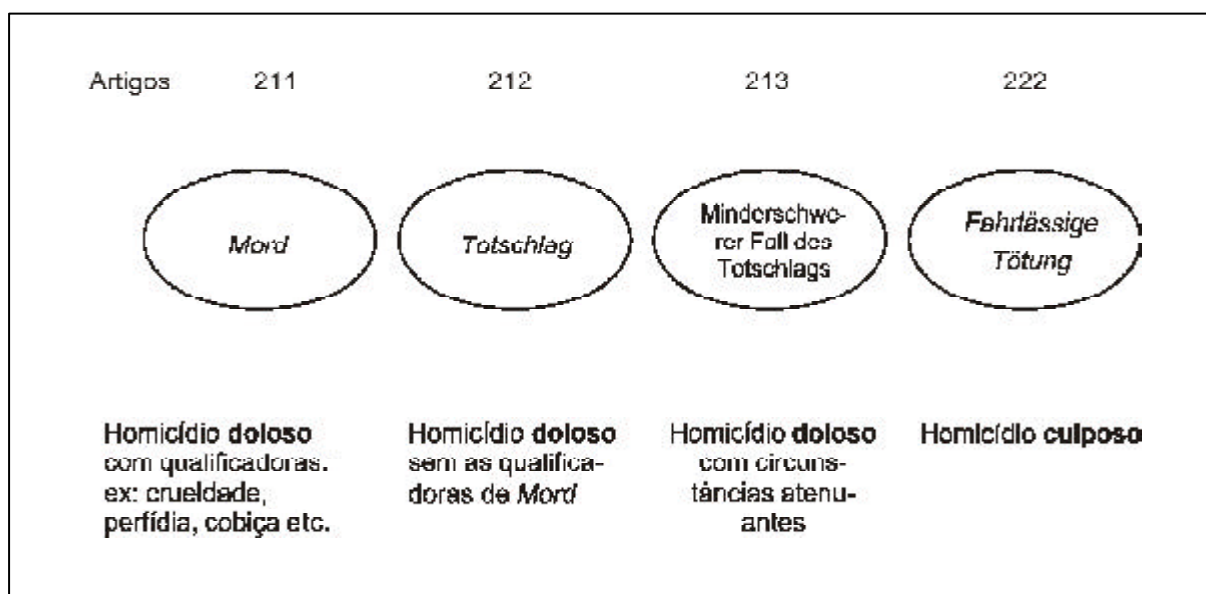 Artigos 211 212 213 222
Mord
Totschlag
Minderschwe-
rer Fall des
Totschlags
Fahrlässige
Tötung
Homicídio doloso
com qualificadoras.
ex: crueldade,
perfídia, cobiça etc.
Homicídio doloso
sem as qualifica-
doras de Mord
Homicídio doloso
com circuns-
tâncias atenu-
antes
Homicídio culposo